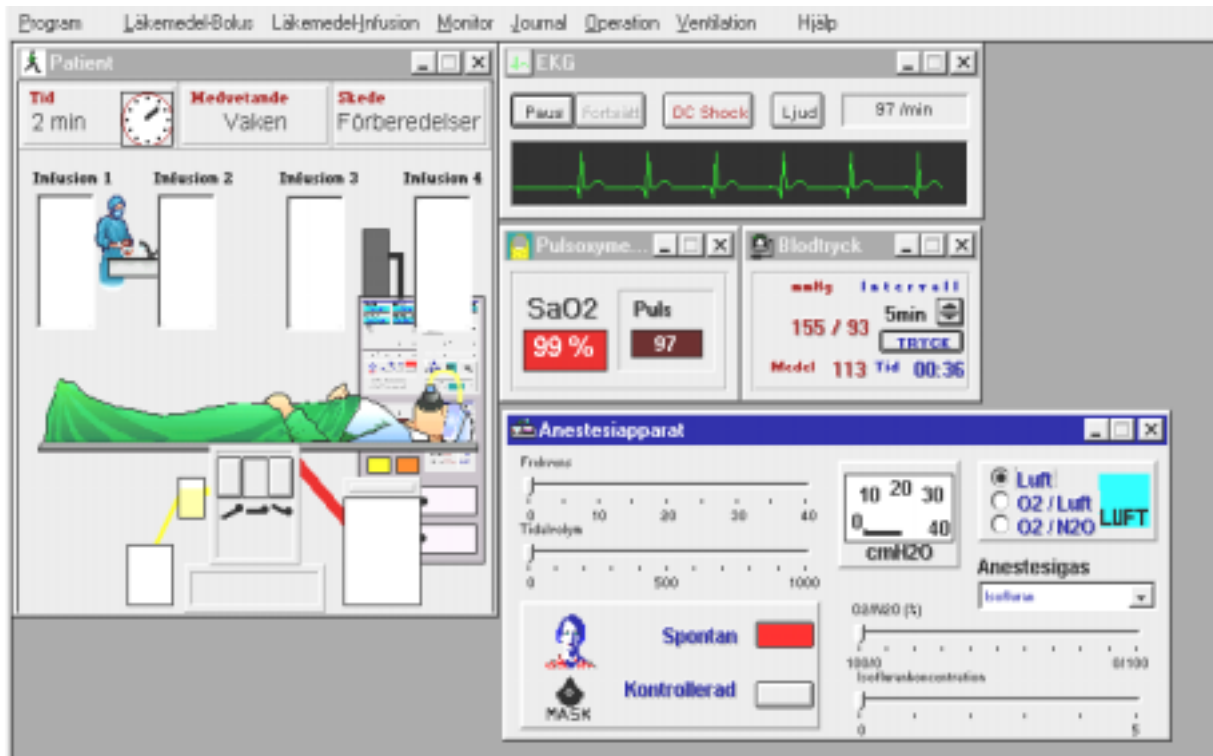 Program Läkemedel-Bolus Läkemedel-Infusion Monitor Journal Operation Ventilation Hjälp
Patient
Tid Medvetande Skede
2 min Vaken Förberedelser
Infusion 1 Infusion 2 Infusion 3 Infusion 4
EKG
Paus Fortsätt DC Shock Ljud 97 /min
Pulsoxyme...
SaO2 Puls
99 % 97
Blodtryck
mmHg Intervall
5min
155 / 93
TRYCK
Medel 113 Tid 00:36
Anestesiapparat
Frekvens
0 10 20 30 40
Tidalvolym
0 500 1000
0 10 20 30 40
cmH2O
Luft
O2 / Luft
O2 / N2O
LUFT
Anestesigas
Isofluran
O2/N2O (%)
100/0 0/100
Isoflurankoncentration
0 5
Spontan
Kontrollerad
MASK